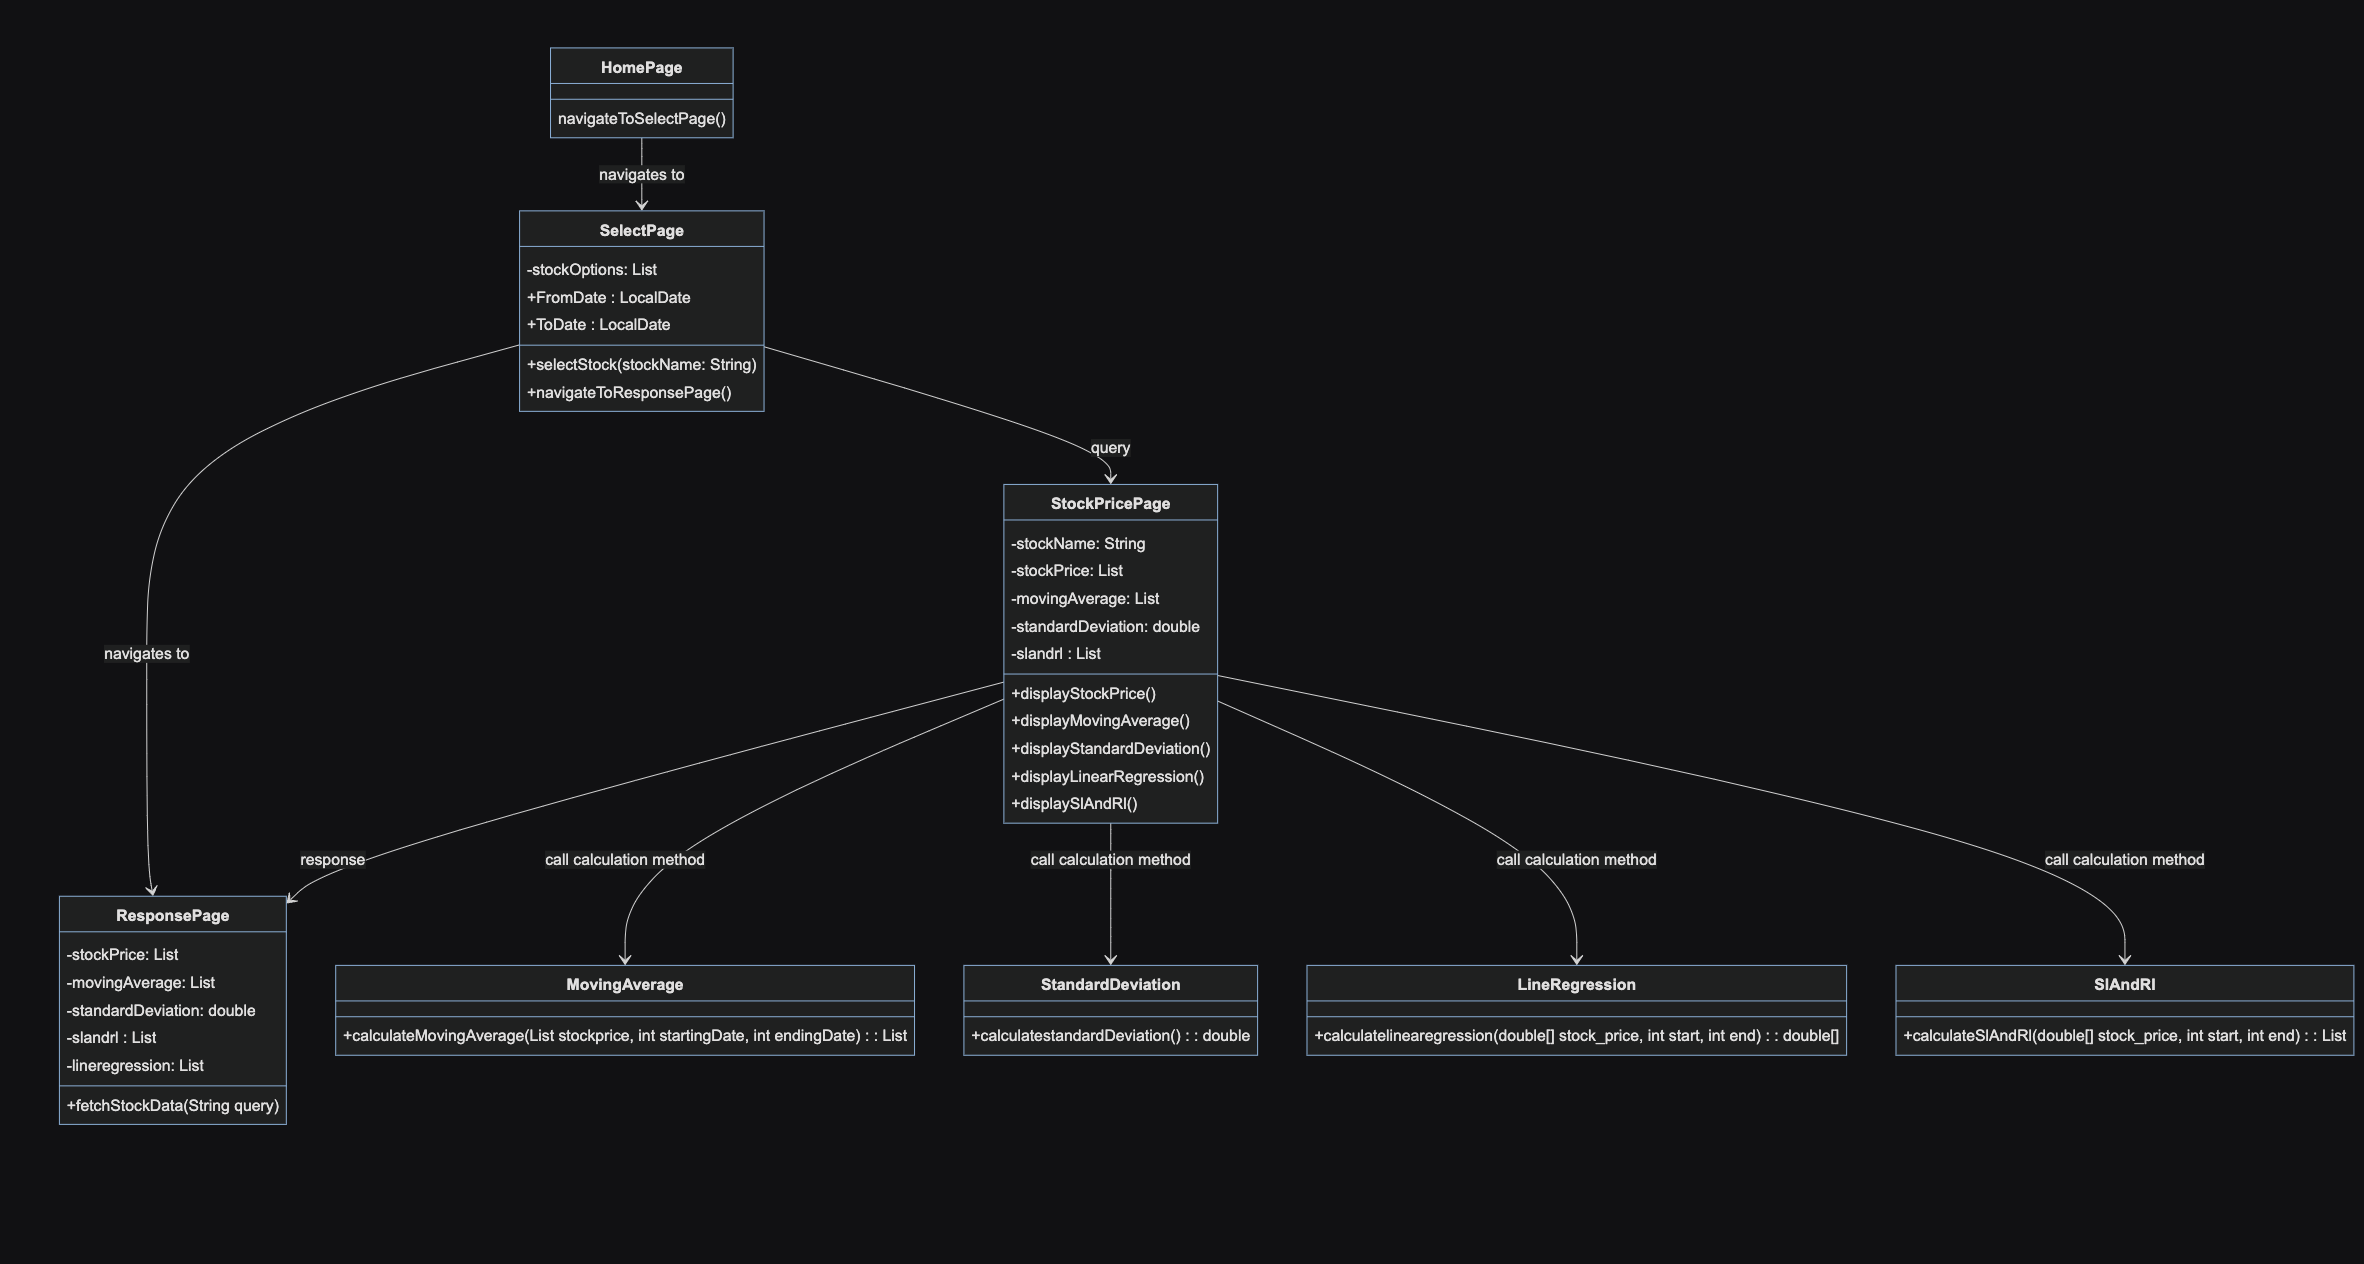 HomePage
navigateToSelectPage()
navigates to
SelectPage
-stockOptions: List
+FromDate : LocalDate
+ToDate : LocalDate
+selectStock(stockName: String)
+navigateToResponsePage()
query
StockPricePage
-stockName: String
-stockPrice: List
-movingAverage: List
-standardDeviation: double
-slandrl : List
+displayStockPrice()
+displayMovingAverage()
+displayStandardDeviation()
+displayLinearRegression()
+displaySlAndRl()
navigates to
response
call calculation method
call calculation method
call calculation method
call calculation method
ResponsePage
-stockPrice: List
-movingAverage: List
-standardDeviation: double
-slandrl : List
-lineregression: List
+fetchStockData(String query)
MovingAverage
+calculateMovingAverage(List stockprice, int startingDate, int endingDate) : : List
StandardDeviation
+calculatestandardDeviation() : : double
LineRegression
+calculatelinearegression(double[] stock_price, int start, int end) : : double[]
SlAndRl
+calculateSlAndRl(double[] stock_price, int start, int end) : : List